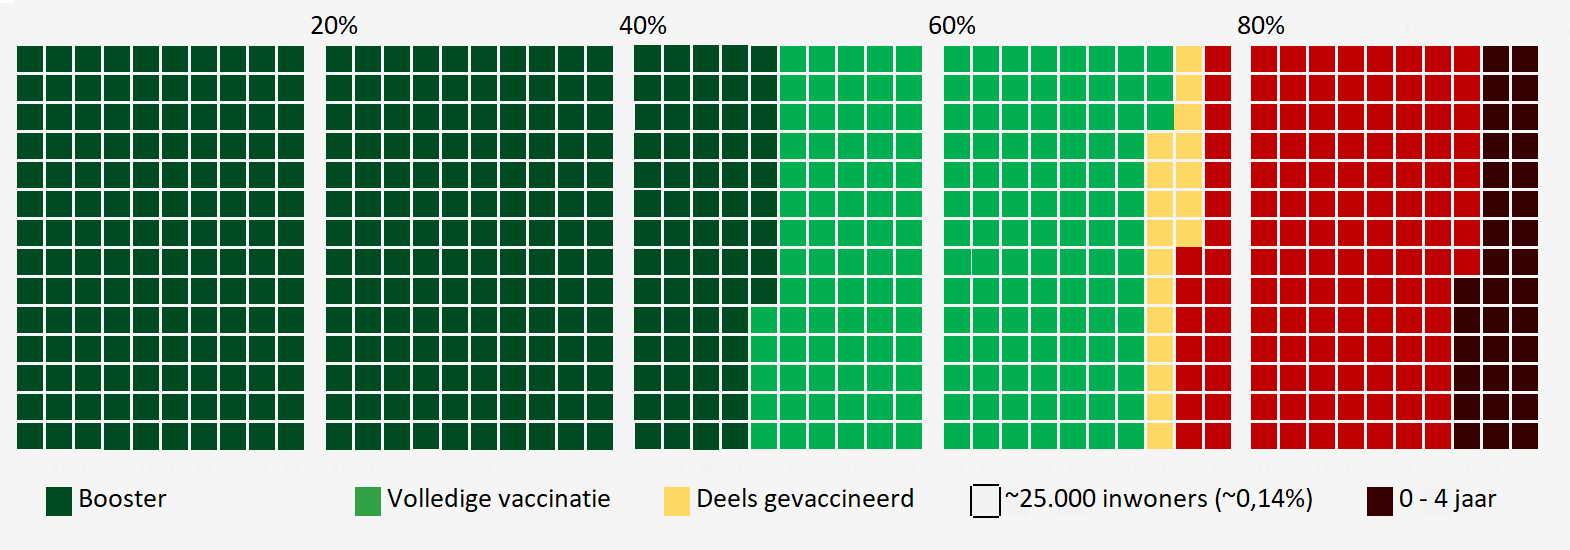 20% 40% 60% 80%
Booster Volledige vaccinatie Deels gevaccineerd ~25.000 inwoners (~0,14%) 0 - 4 jaar